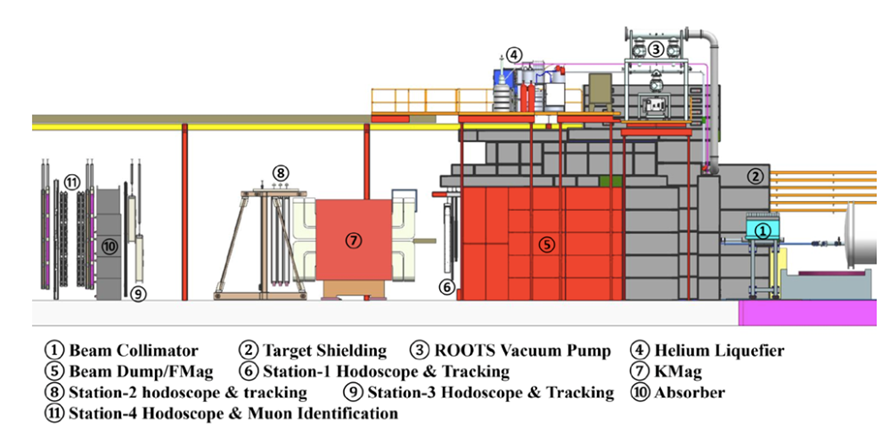 ④
③
⑪
⑧
②
①
⑦
⑩
⑤
⑥
⑨
① Beam Collimator ② Target Shielding ③ ROOTS Vacuum Pump ④ Helium Liquefier
⑤ Beam Dump/FMag ⑥ Station-1 Hodoscope & Tracking ⑦ KMag
⑧ Station-2 hodoscope & tracking ⑨ Station-3 Hodoscope & Tracking ⑩ Absorber
⑪ Station-4 Hodoscope & Muon Identification